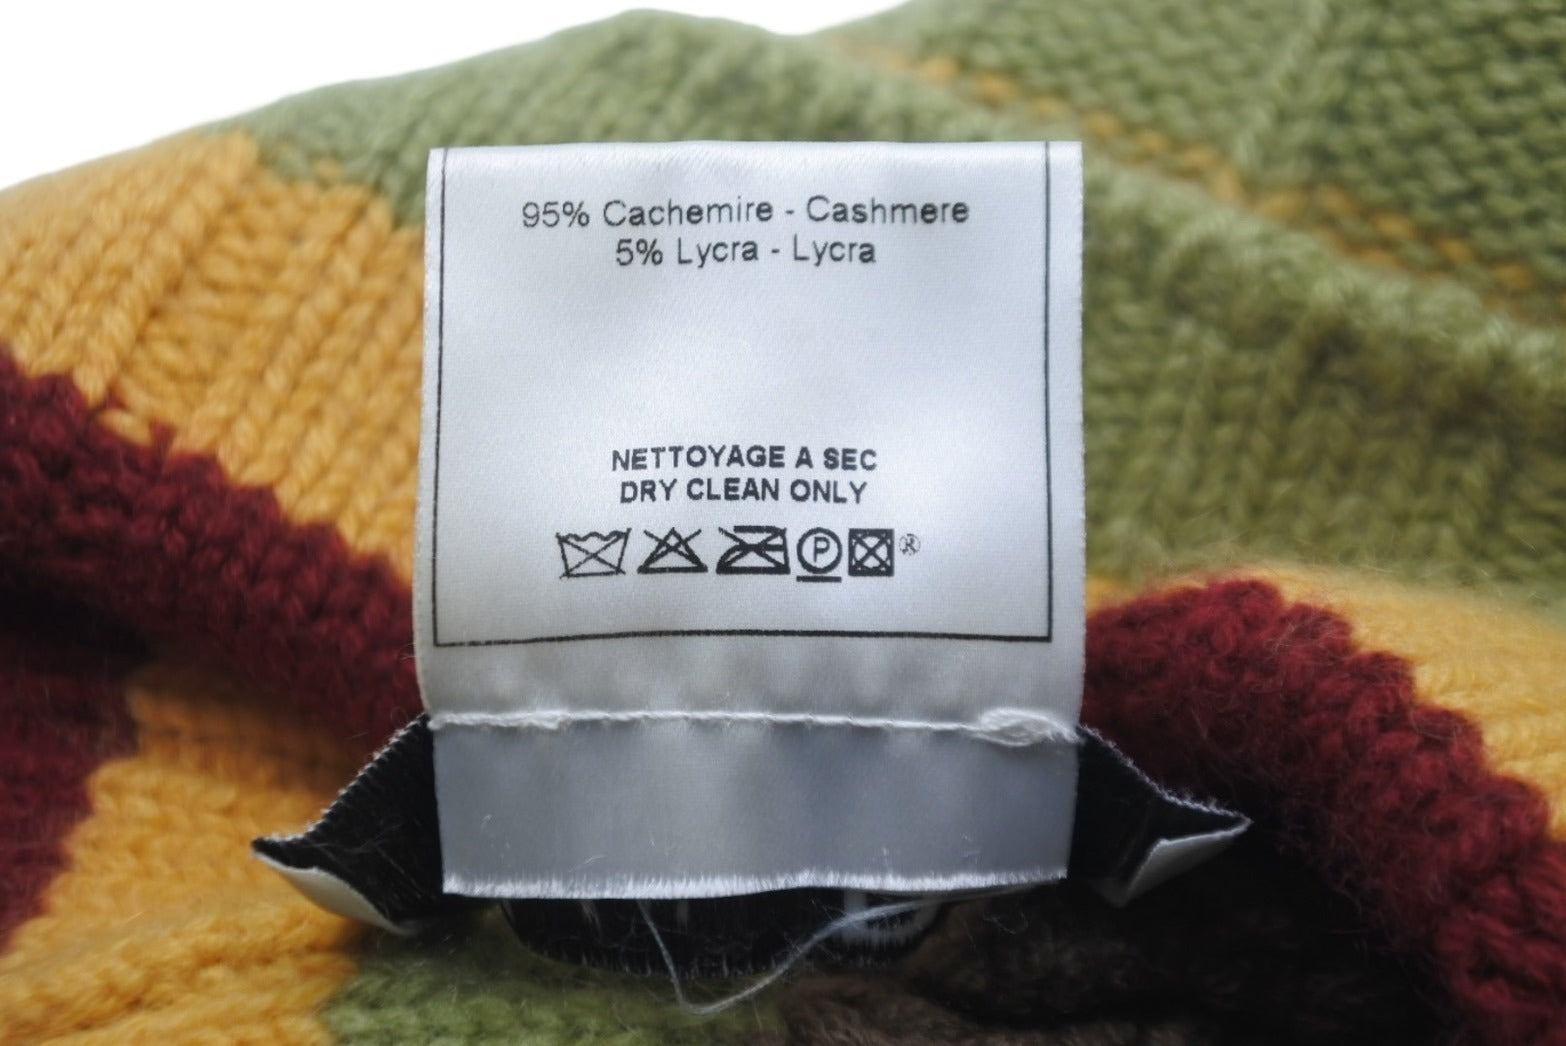 95% Cachemire - Cashmere
5% Lycra - Lycra
NETTOYAGE A SEC
DRY CLEAN ONLY
P ®